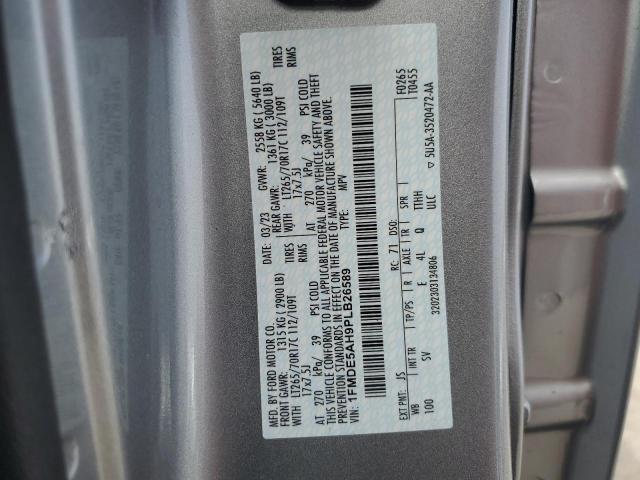 MFD. BY FORD MOTOR CO.
DATE: 03/23 GVWR: 2558 KG ( 5640 LB)
FRONT GAWR: 1315 KG ( 2900 LB) REAR GAWR: 1361 KG ( 3000 LB)
WITH LT265/70R17C 112/109T TIRES WITH LT265/70R17C 112/109T TIRES
17x7.5J RIMS 17x7.5J RIMS
AT 270 kPa/ 39 PSI COLD AT 270 kPa/ 39 PSI COLD
THIS VEHICLE CONFORMS TO ALL APPLICABLE FEDERAL MOTOR VEHICLE SAFETY AND THEFT
PREVENTION STANDARDS IN EFFECT ON THE DATE OF MANUFACTURE SHOWN ABOVE.
VIN: 1FMDE5AH9PLB26589 TYPE: MPV
F0265
T0455
EXT PNT: JS RC: 71 DSO:
WB INT TR TP/PS R AXLE TR SPR
100 5V E 4L Q TTHH ULC
3202303134806
▽ 5U5A-3520472-AA